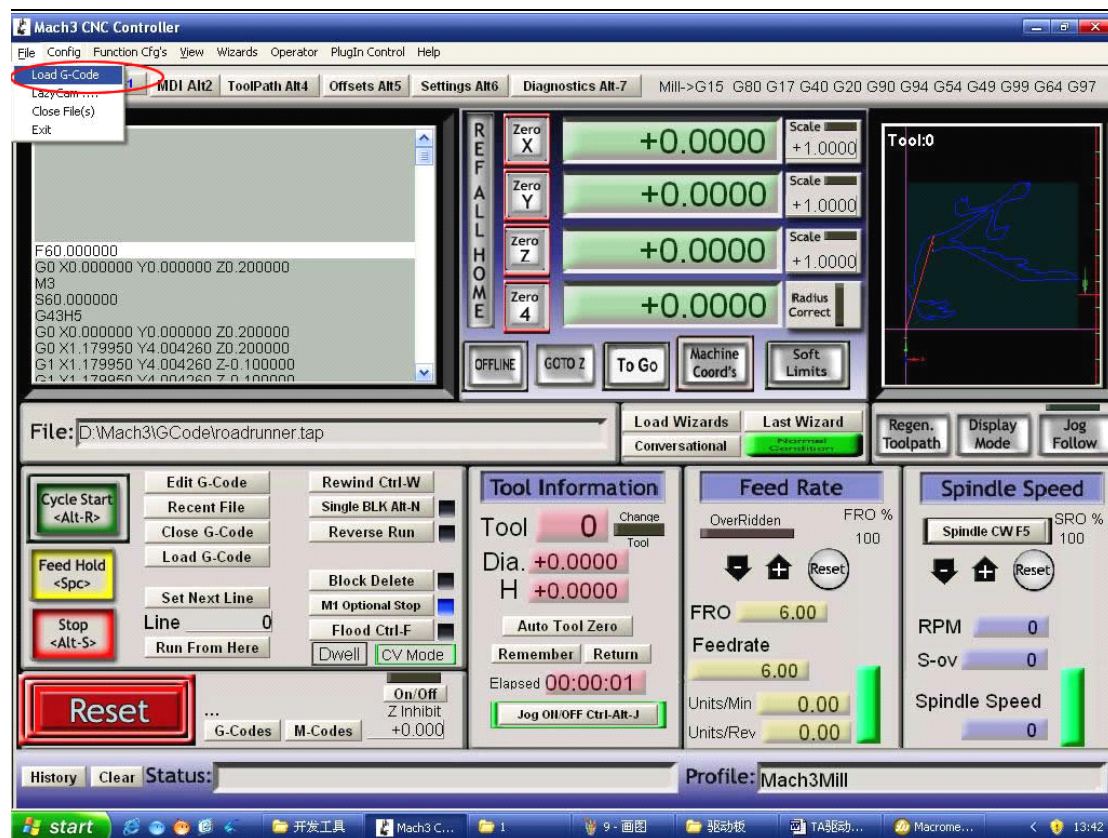 Mach3 CNC Controller
File Config Function Cfg's View Wizards Operator PlugIn Control Help
Load G-Code
LazyCam ....
Close File(s)
Exit
1 MDI Alt2 ToolPath Alt4 Offsets Alt5 Settings Alt6 Diagnostics Alt-7 Mill->G15 G80 G17 G40 G20 G90 G94 G54 G49 G99 G64 G97
F60.000000
G0 X0.000000 Y0.000000 Z0.200000
M3
S60.000000
G43H5
G0 X0.000000 Y0.000000 Z0.200000
G0 X1.179950 Y4.004260 Z0.200000
G1 X1.179950 Y4.004260 Z-0.100000
G1 X1.179950 Y4.004260 Z-0.100000
REF ALL HOME
Zero X +0.0000 Scale +1.0000
Zero Y +0.0000 Scale +1.0000
Zero Z +0.0000 Scale +1.0000
Zero 4 +0.0000 Radius Correct
OFFLINE GOTO Z To Go Machine Coord's Soft Limits
Tool:0
File: D:\Mach3\GCode\roadrunner.tap
Load Wizards Last Wizard
Conversational Normal Condition
Regen. Toolpath Display Mode Jog Follow
Cycle Start <Alt-R>
Feed Hold <Spc>
Stop <Alt-S>
Edit G-Code
Recent File
Close G-Code
Load G-Code
Set Next Line
Line 0
Run From Here
Rewind Ctrl-W
Single BLK Alt-N
Reverse Run
Block Delete
M1 Optional Stop
Flood Ctrl-F
Dwell CV Mode
Reset
...
G-Codes M-Codes
On/Off
Z Inhibit
+0.000
Tool Information
Tool 0 Change Tool
Dia. +0.0000
H +0.0000
Auto Tool Zero
Remember Return
Elapsed 00:00:01
Jog ON/OFF Ctrl-Alt-J
Feed Rate
OverRidden FRO % 100
Reset
FRO 6.00
Feedrate
6.00
Units/Min 0.00
Units/Rev 0.00
Spindle Speed
Spindle CW F5 SRO % 100
Reset
RPM 0
S-ov 0
Spindle Speed
0
History Clear Status:
Profile: Mach3Mill
start 开发工具 Mach3 C... 1 9 - 画图 驱动板 TA驱动... Macrome... 13:42